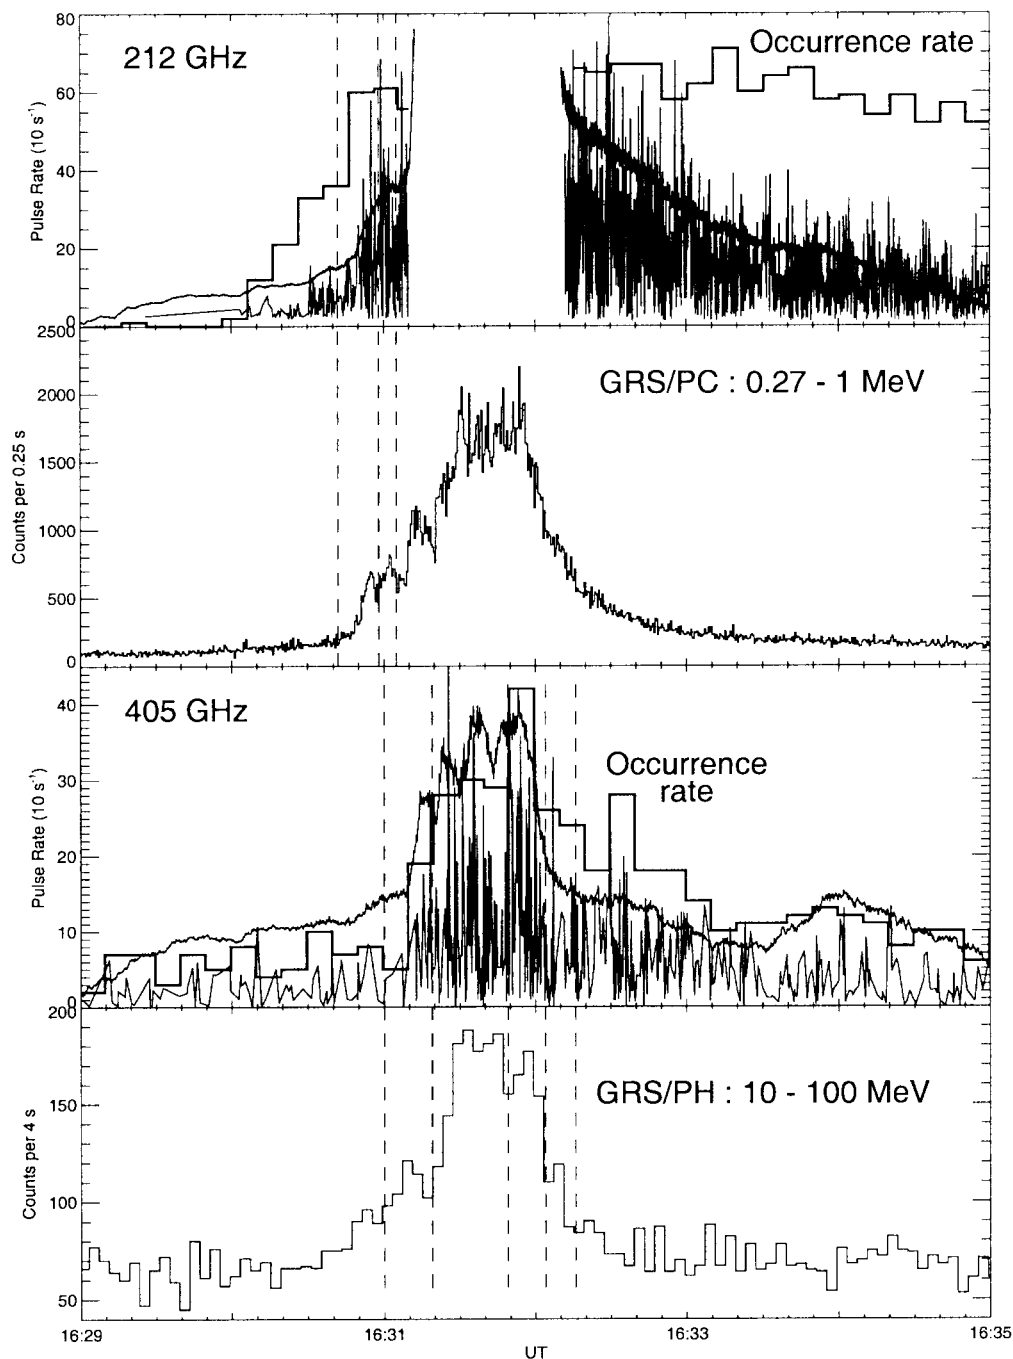 212 GHz
Occurrence rate
Pulse Rate (10 s⁻¹)
80
60
40
20
0
GRS/PC : 0.27 - 1 MeV
Counts per 0.25 s
2500
2000
1500
1000
500
0
405 GHz
Occurrence
rate
Pulse Rate (10 s⁻¹)
40
30
20
10
0
GRS/PH : 10 - 100 MeV
Counts per 4 s
200
150
100
50
16:29
16:31
16:33
16:35
UT